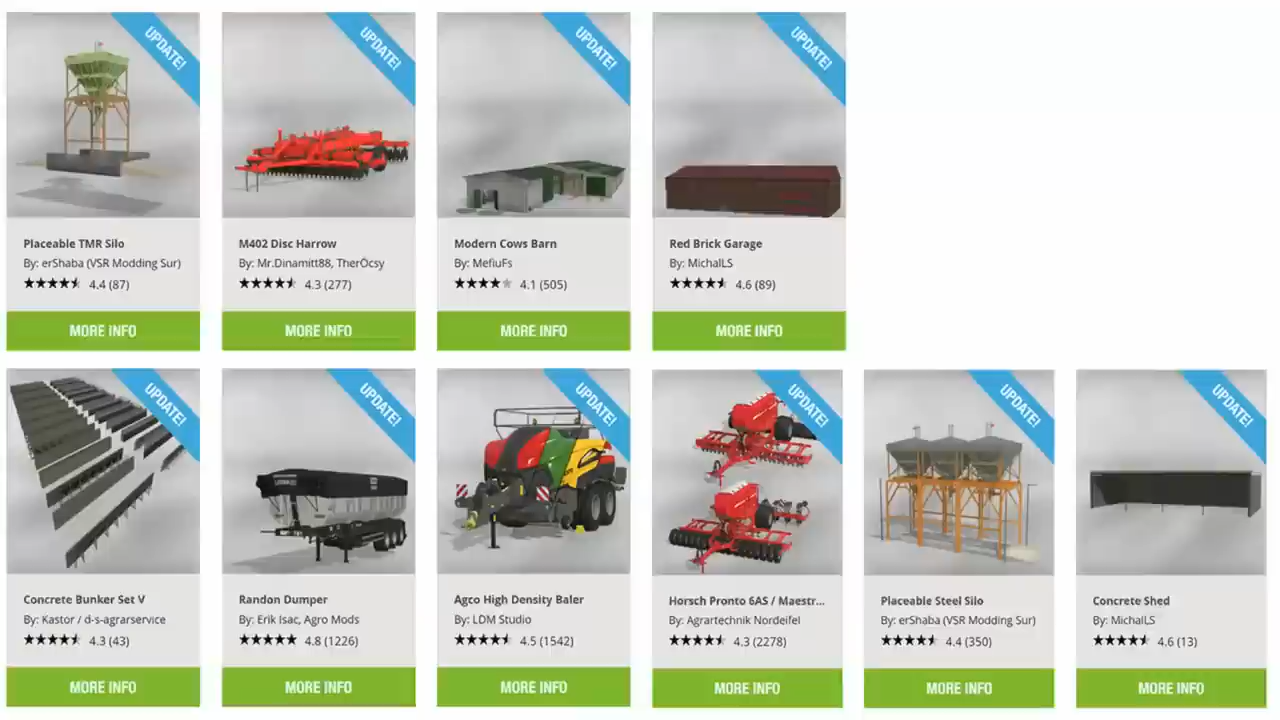 UPDATE!
UPDATE!
UPDATE!
UPDATE!
Placeable TMR Silo
By: erShaba (VSR Modding Sur)
4.4 (87)
MORE INFO
M402 Disc Harrow
By: Mr.Dinamitt88, TherÖcsy
4.3 (277)
MORE INFO
Modern Cows Barn
By: MefiuFs
4.1 (505)
MORE INFO
Red Brick Garage
By: MichalLS
4.6 (89)
MORE INFO
UPDATE!
UPDATE!
UPDATE!
UPDATE!
UPDATE!
UPDATE!
Concrete Bunker Set V
By: Kastor / d-s-agrarservice
4.3 (43)
MORE INFO
Randon Dumper
By: Erik Isac, Agro Mods
4.8 (1226)
MORE INFO
Agco High Density Baler
By: LDM Studio
4.5 (1542)
MORE INFO
Horsch Pronto 6AS / Maestr...
By: Agrartechnik Nordeifel
4.3 (2278)
MORE INFO
Placeable Steel Silo
By: erShaba (VSR Modding Sur)
4.4 (350)
MORE INFO
Concrete Shed
By: MichalLS
4.6 (13)
MORE INFO